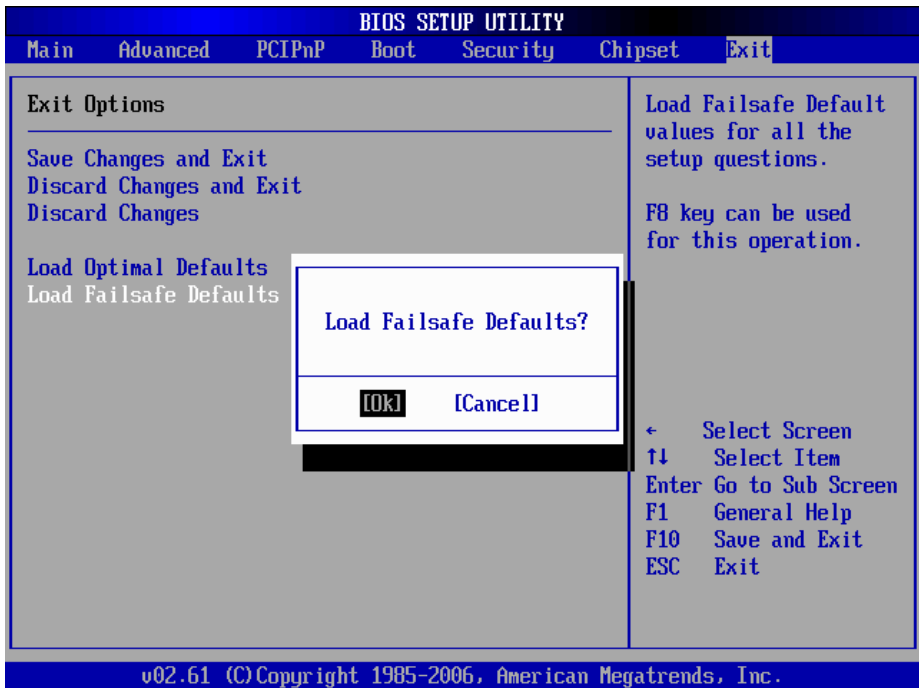 BIOS SETUP UTILITY
Main Advanced PCIPnP Boot Security Chipset Exit
Exit Options
Save Changes and Exit
Discard Changes and Exit
Discard Changes
Load Optimal Defaults
Load Failsafe Defaults
Load Failsafe Defaults?
[Ok] [Cancel]
Load Failsafe Default
values for all the
setup questions.
F8 key can be used
for this operation.
← Select Screen
↑↓ Select Item
Enter Go to Sub Screen
F1 General Help
F10 Save and Exit
ESC Exit
v02.61 (C)Copyright 1985-2006, American Megatrends, Inc.